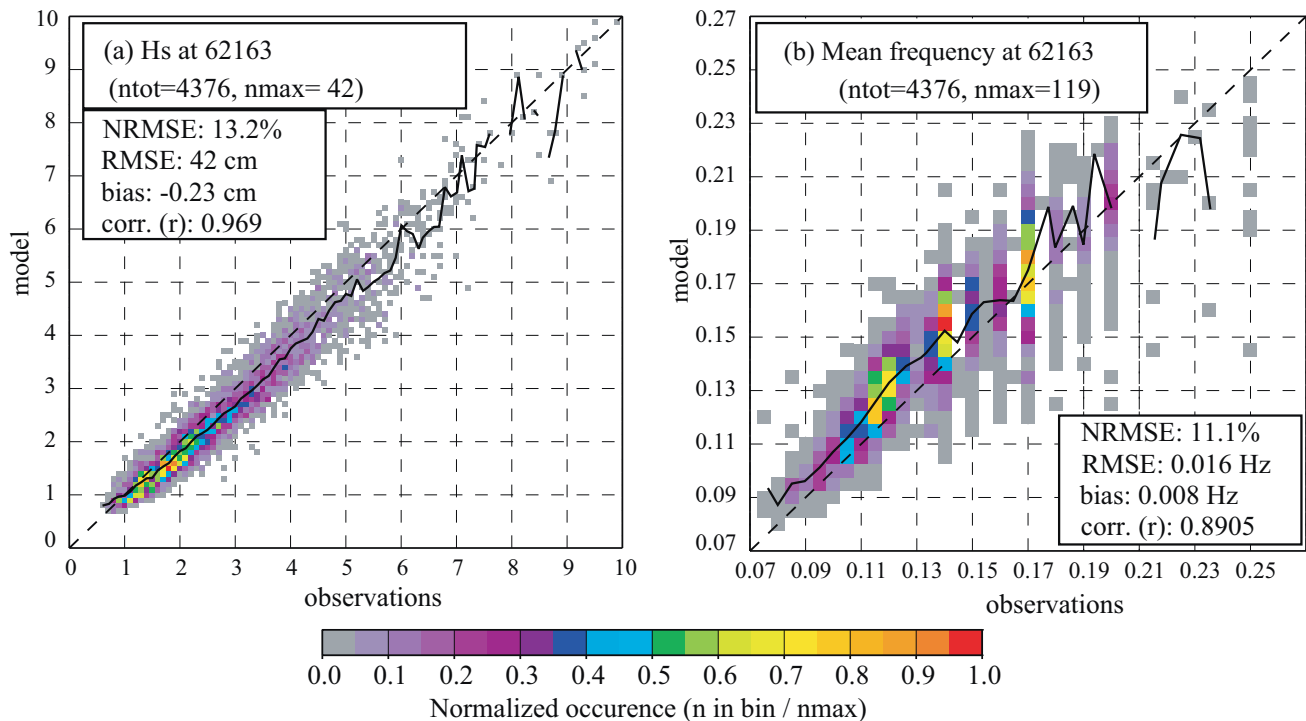 (a) Hs at 62163
(ntot=4376, nmax= 42)
NRMSE: 13.2%
RMSE: 42 cm
bias: -0.23 cm
corr. (r): 0.969
model
10
9
8
7
6
5
4
3
2
1
0
0 1 2 3 4 5 6 7 8 9 10
observations
(b) Mean frequency at 62163
(ntot=4376, nmax=119)
NRMSE: 11.1%
RMSE: 0.016 Hz
bias: 0.008 Hz
corr. (r): 0.8905
model
0.27
0.25
0.23
0.21
0.19
0.17
0.15
0.13
0.11
0.09
0.07
0.07 0.09 0.11 0.13 0.15 0.17 0.19 0.21 0.23 0.25
observations
0.0 0.1 0.2 0.3 0.4 0.5 0.6 0.7 0.8 0.9 1.0
Normalized occurence (n in bin / nmax)